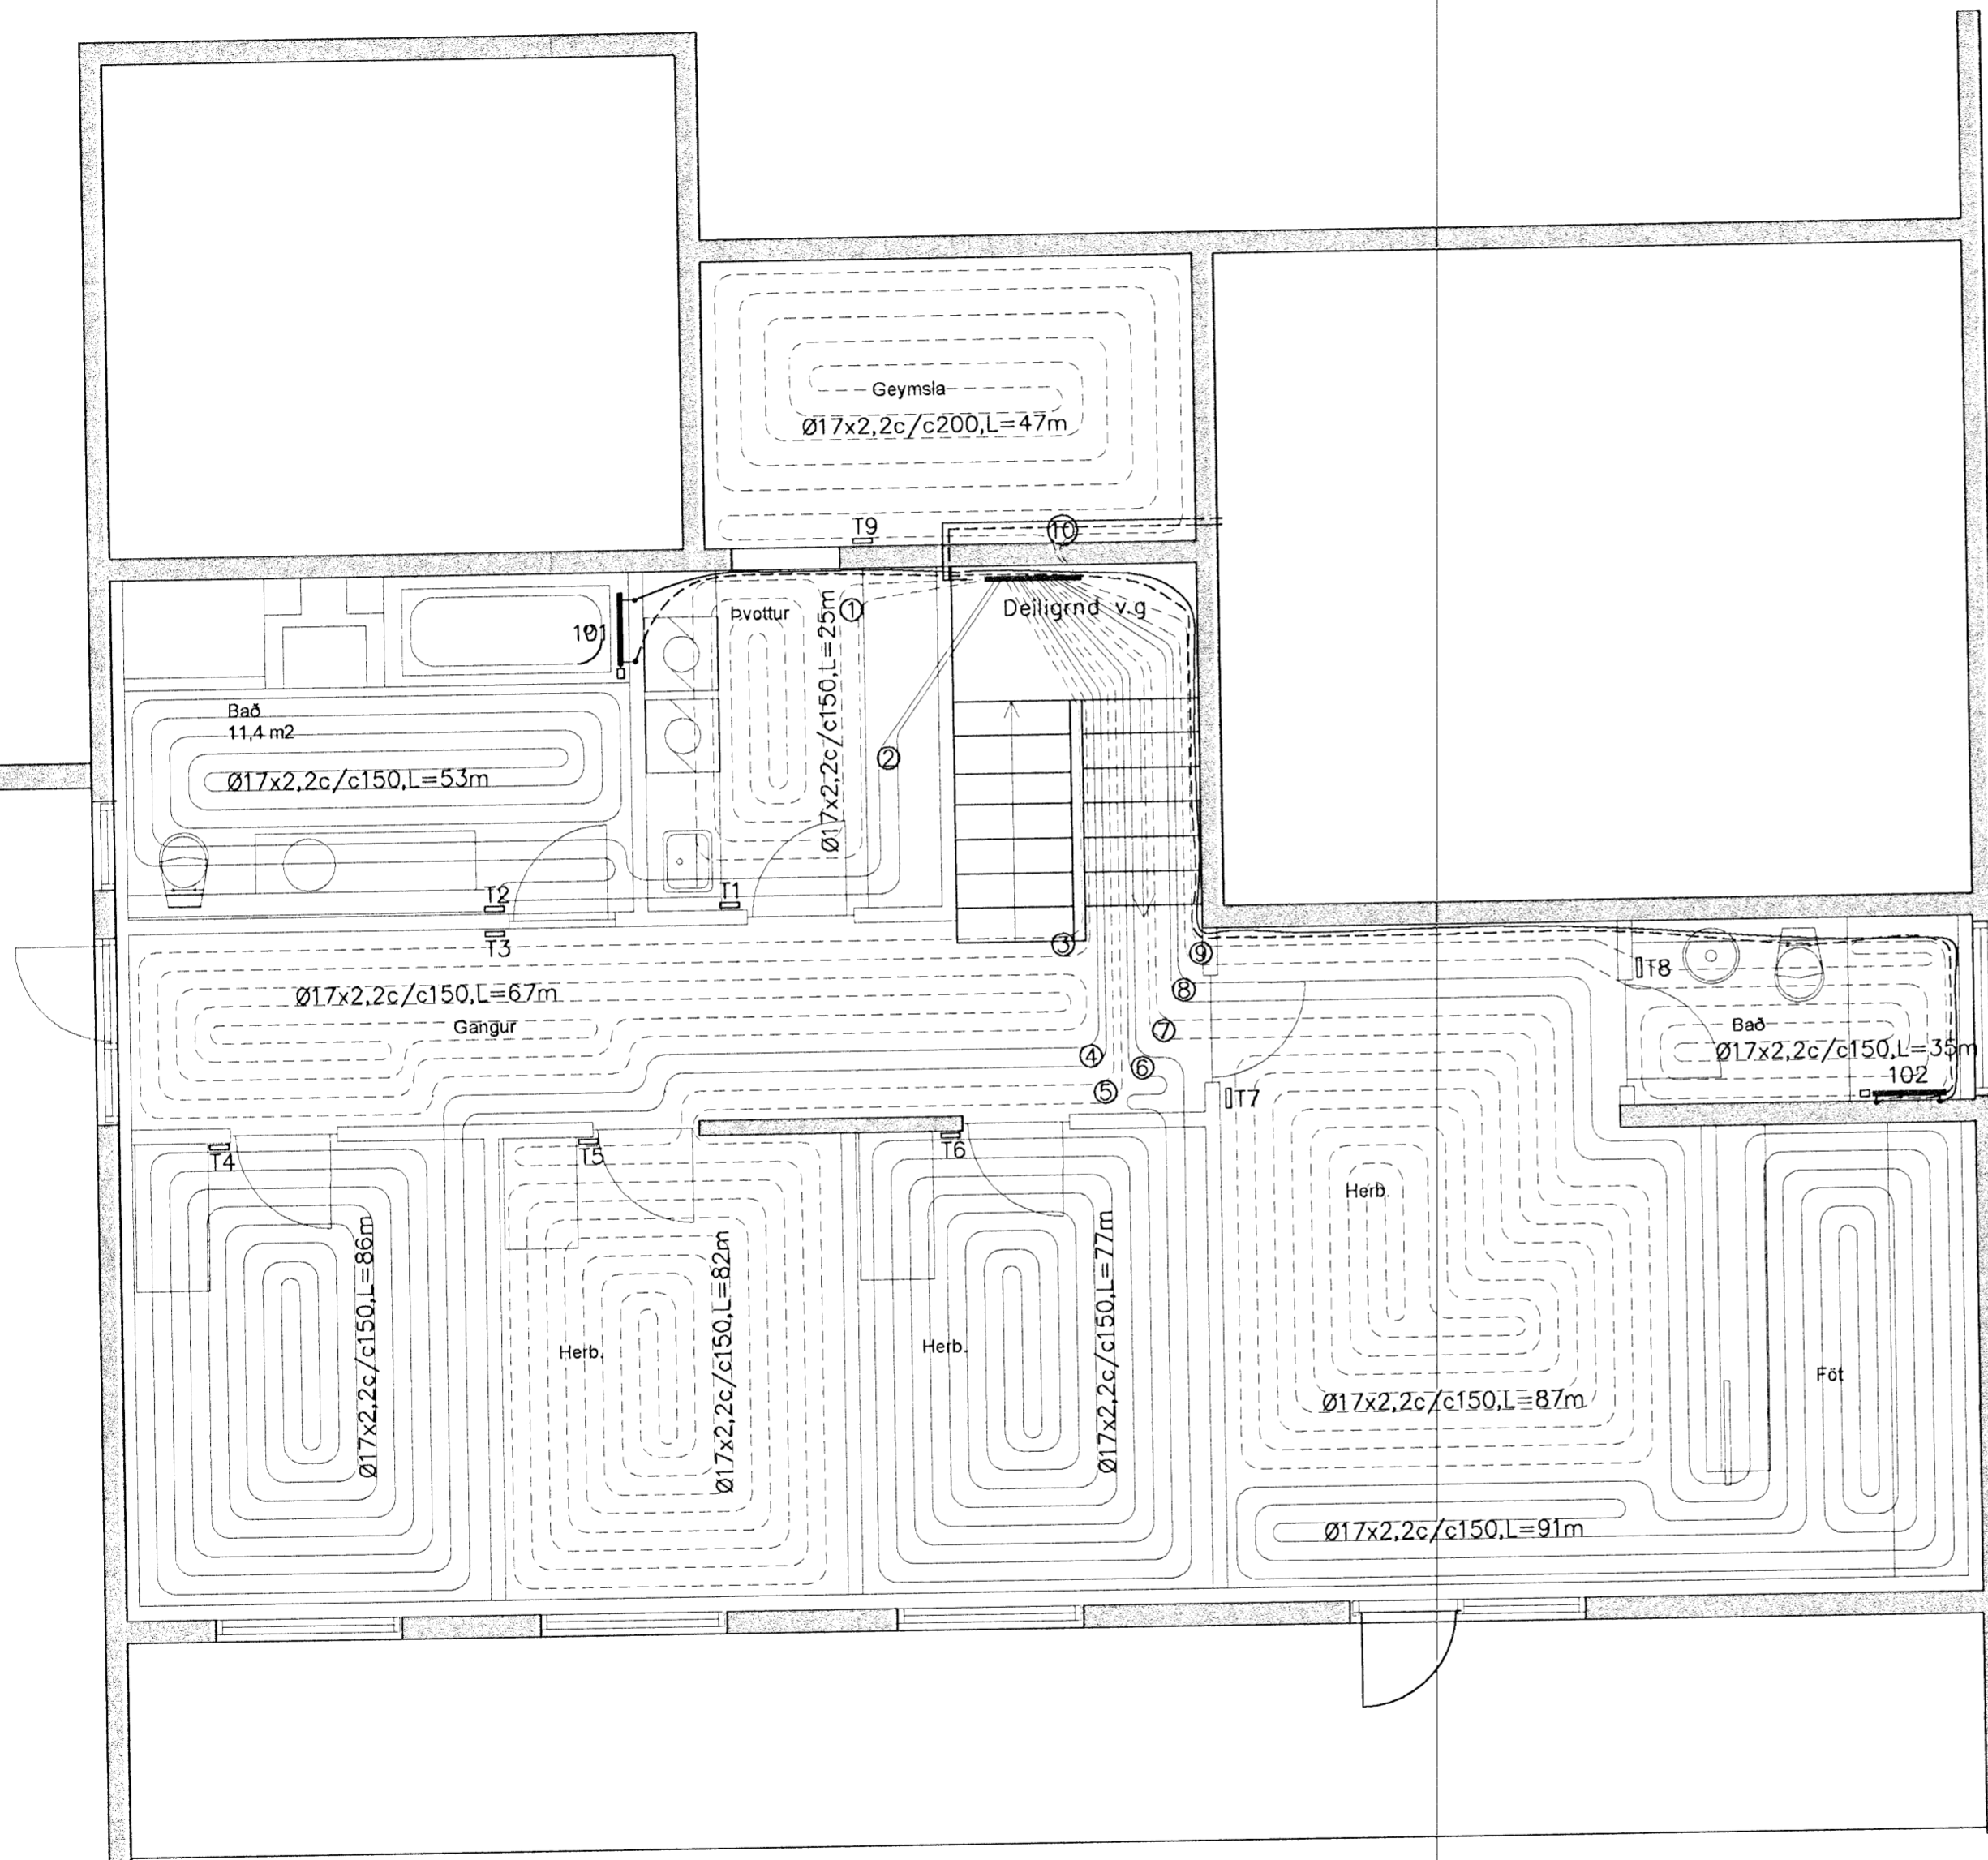 Geymsla
Ø17x2,2c/c200,L=47m
T9
10
Þvottur
1
Deiligrnd v.g
101
Ø17x2,2c/c150,L=25m
Bað
11,4 m2
2
Ø17x2,2c/c150,L=53m
T2
T1
T3
3
9
T8
Ø17x2,2c/c150,L=67m
8
Gangur
7
Bað
4
6
Ø17x2,2c/c150,L=35m
102
5
T7
T4
T5
T6
Herb.
Ø17x2,2c/c150,L=86m
Ø17x2,2c/c150,L=82m
Ø17x2,2c/c150,L=77m
Herb.
Herb.
Föt
Ø17x2,2c/c150,L=87m
Ø17x2,2c/c150,L=91m